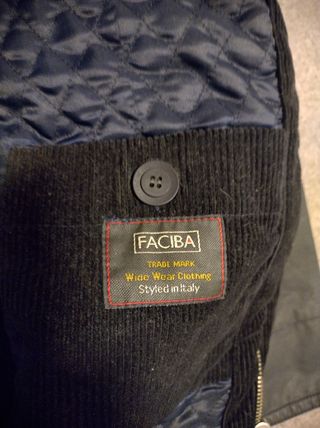 FACIBA
TRADE MARK
Wide Wear Clothing
Styled in Italy